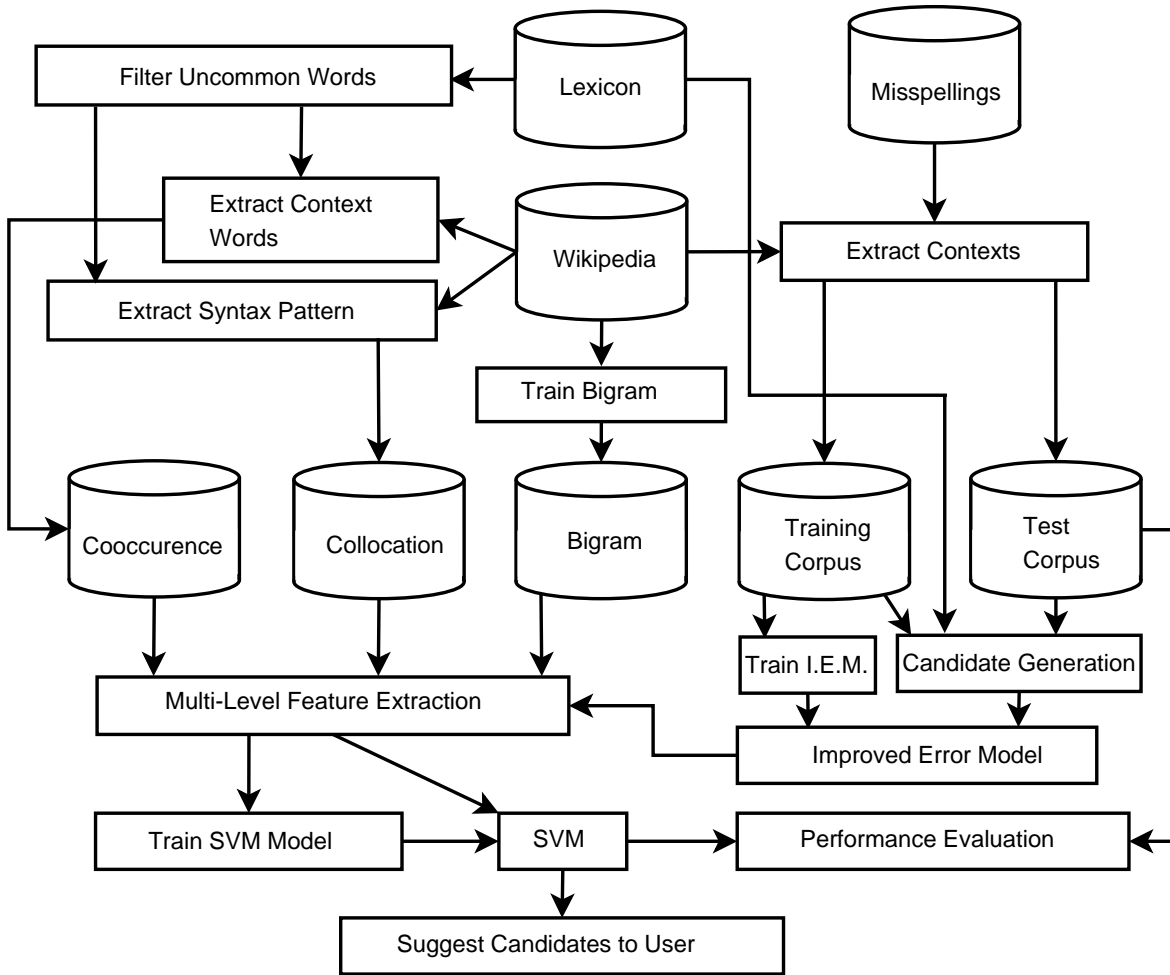 Filter Uncommon Words
Lexicon
Misspellings
Extract Context
Words
Wikipedia
Extract Contexts
Extract Syntax Pattern
Train Bigram
Cooccurence
Collocation
Bigram
Training
Corpus
Test
Corpus
Train I.E.M.
Candidate Generation
Multi-Level Feature Extraction
Improved Error Model
Train SVM Model
SVM
Performance Evaluation
Suggest Candidates to User